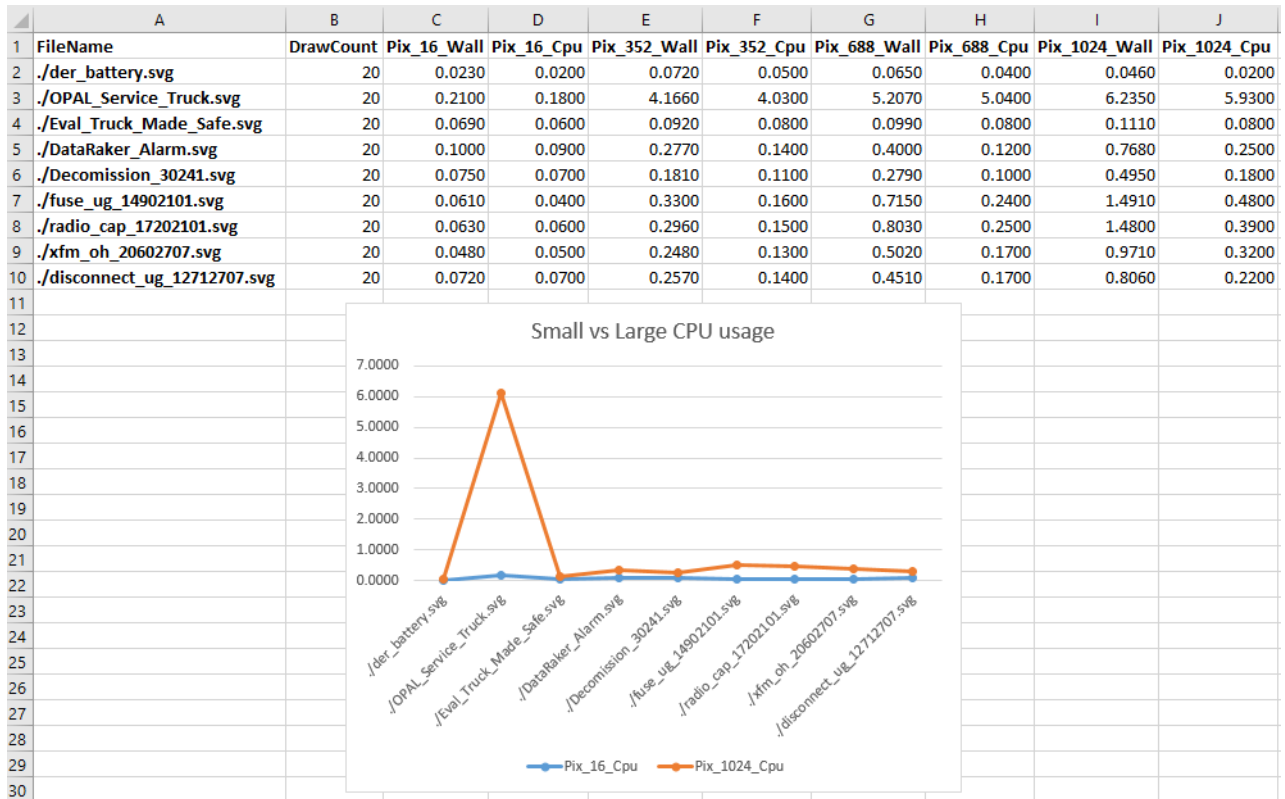 A B C D E F G H I J
1 FileName DrawCount Pix_16_Wall Pix_16_Cpu Pix_352_Wall Pix_352_Cpu Pix_688_Wall Pix_688_Cpu Pix_1024_Wall Pix_1024_Cpu
2 ./der_battery.svg 20 0.0230 0.0200 0.0720 0.0500 0.0650 0.0400 0.0460 0.0200
3 ./OPAL_Service_Truck.svg 20 0.2100 0.1800 4.1660 4.0300 5.2070 5.0400 6.2350 5.9300
4 ./Eval_Truck_Made_Safe.svg 20 0.0690 0.0600 0.0920 0.0800 0.0990 0.0800 0.1110 0.0800
5 ./DataRaker_Alarm.svg 20 0.1000 0.0900 0.2770 0.1400 0.4000 0.1200 0.7680 0.2500
6 ./Decomission_30241.svg 20 0.0750 0.0700 0.1810 0.1100 0.2790 0.1000 0.4950 0.1800
7 ./fuse_ug_14902101.svg 20 0.0610 0.0400 0.3300 0.1600 0.7150 0.2400 1.4910 0.4800
8 ./radio_cap_17202101.svg 20 0.0630 0.0600 0.2960 0.1500 0.8030 0.2500 1.4800 0.3900
9 ./xfm_oh_20602707.svg 20 0.0480 0.0500 0.2480 0.1300 0.5020 0.1700 0.9710 0.3200
10 ./disconnect_ug_12712707.svg 20 0.0720 0.0700 0.2570 0.1400 0.4510 0.1700 0.8060 0.2200
11
12
13
14
15
16
17
18
19
20
21
22
23
24
25
26
27
28
29
30
Small vs Large CPU usage
7.0000
6.0000
5.0000
4.0000
3.0000
2.0000
1.0000
0.0000
./der_battery.svg
./OPAL_Service_Truck.svg
./Eval_Truck_Made_Safe.svg
./DataRaker_Alarm.svg
./Decomission_30241.svg
./fuse_ug_14902101.svg
./radio_cap_17202101.svg
./xfm_oh_20602707.svg
./disconnect_ug_12712707.svg
Pix_16_Cpu Pix_1024_Cpu